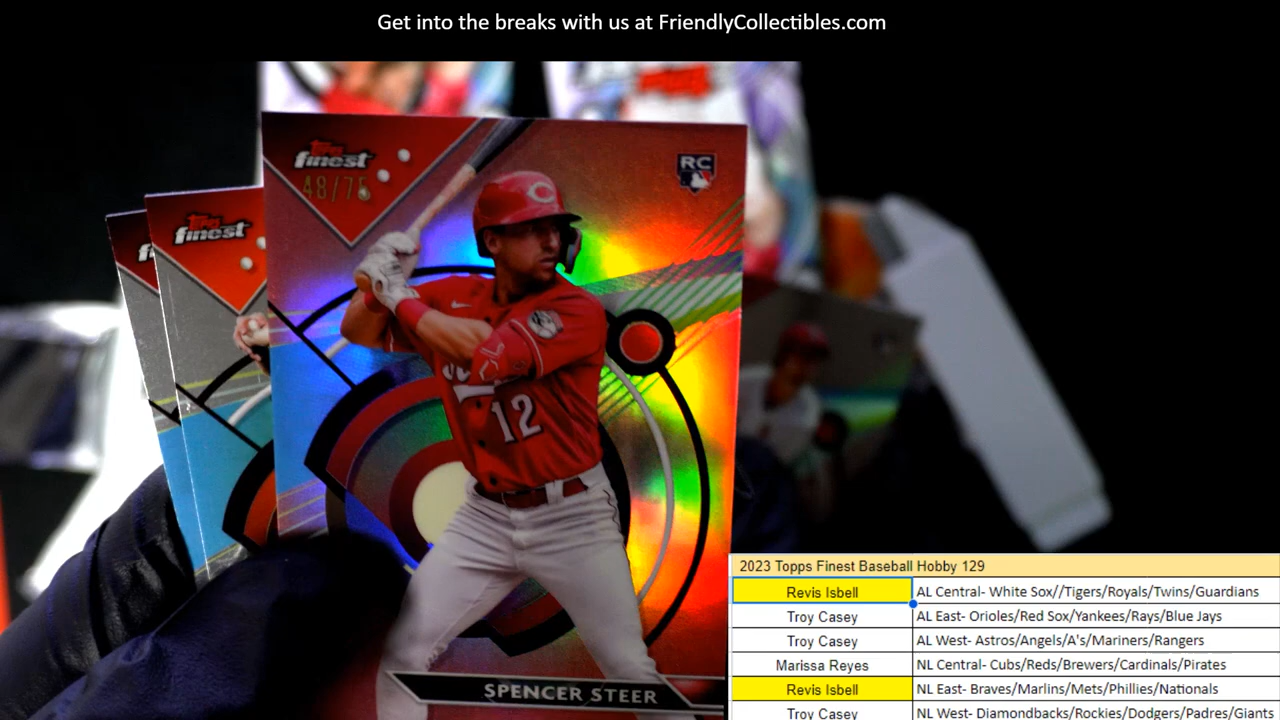 Get into the breaks with us at FriendlyCollectibles.com
Topps
finest
48/75
RC
Topps
finest
12
SPENCER STEER
2023 Topps Finest Baseball Hobby 129
Revis Isbell AL Central- White Sox//Tigers/Royals/Twins/Guardians
Troy Casey AL East- Orioles/Red Sox/Yankees/Rays/Blue Jays
Troy Casey AL West- Astros/Angels/A's/Mariners/Rangers
Marissa Reyes NL Central- Cubs/Reds/Brewers/Cardinals/Pirates
Revis Isbell NL East- Braves/Marlins/Mets/Phillies/Nationals
Troy Casey NL West- Diamondbacks/Rockies/Dodgers/Padres/Giants